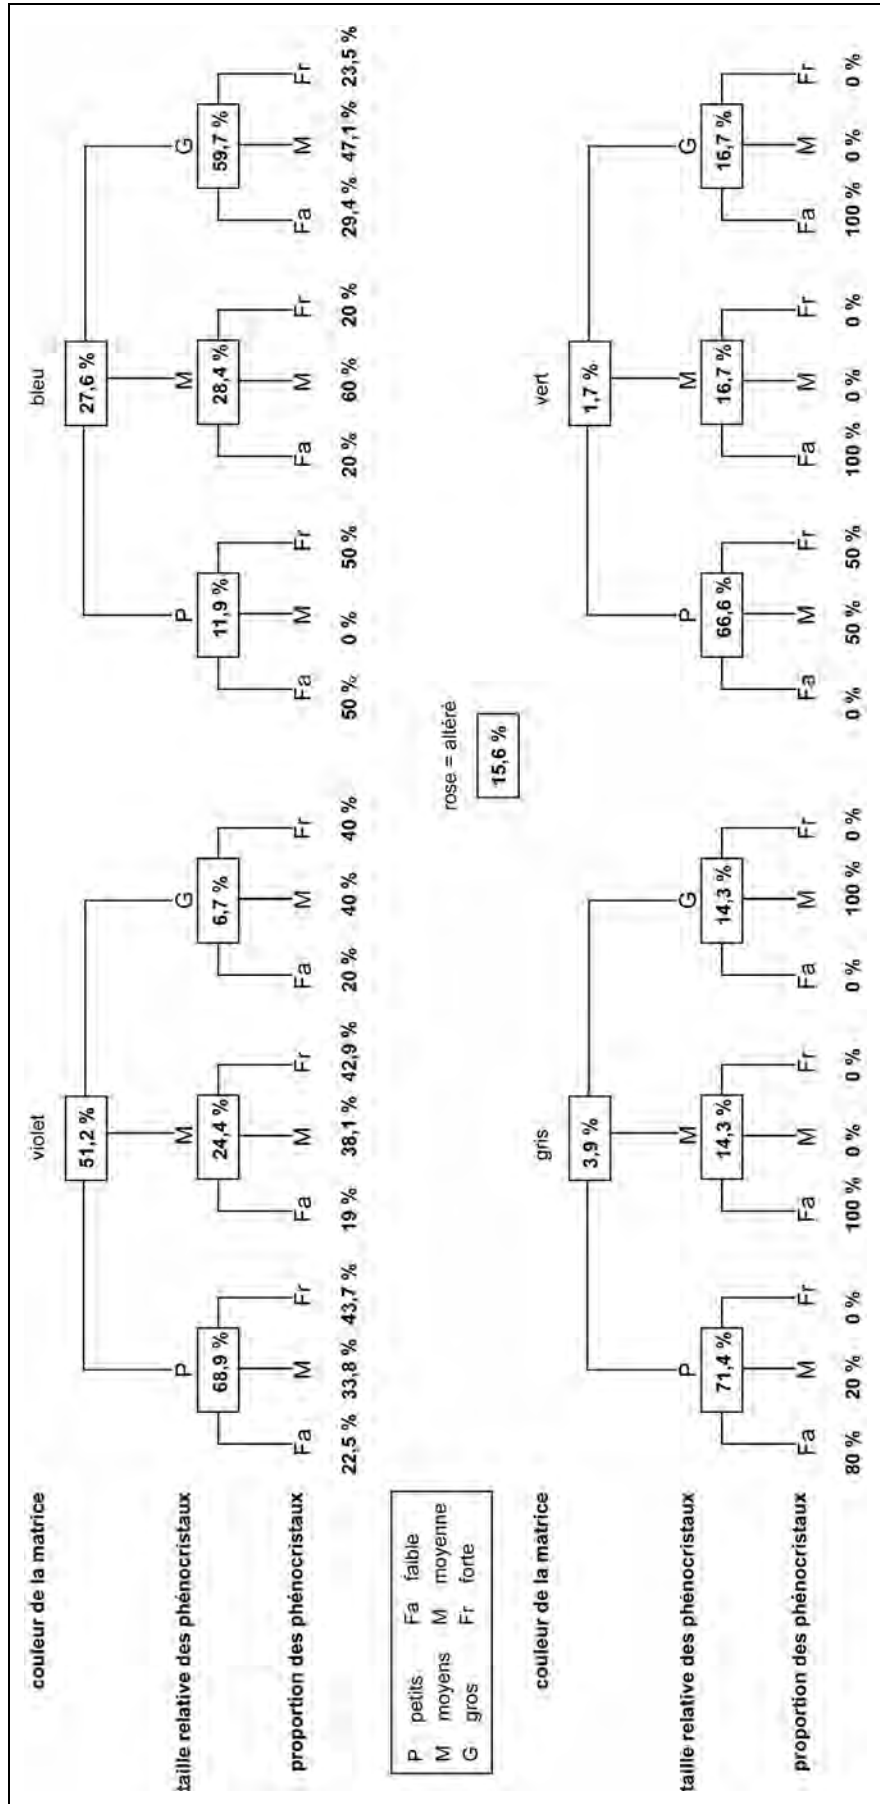 couleur de la matrice
violet
bleu
51,2 %
27,6 %
taille relative des phénocristaux
P M G P M G
68,9 % 24,4 % 6,7 % 11,9 % 28,4 % 59,7 %
proportion des phénocristaux
Fa M Fr Fa M Fr Fa M Fr Fa M Fr Fa M Fr Fa M Fr
22,5 % 33,8 % 43,7 % 19 % 38,1 % 42,9 % 20 % 40 % 40 % 50 % 0 % 50 % 20 % 60 % 20 % 29,4 % 47,1 % 23,5 %
P petits Fa faible
M moyens M moyenne
G gros Fr forte
rose = altéré
15,6 %
couleur de la matrice
gris
vert
3,9 %
1,7 %
taille relative des phénocristaux
P M G P M G
71,4 % 14,3 % 14,3 % 66,6 % 16,7 % 16,7 %
proportion des phénocristaux
Fa M Fr Fa M Fr Fa M Fr Fa M Fr Fa M Fr Fa M Fr
80 % 20 % 0 % 100 % 0 % 0 % 0 % 100 % 0 % 0 % 50 % 50 % 100 % 0 % 0 % 100 % 0 % 0 %